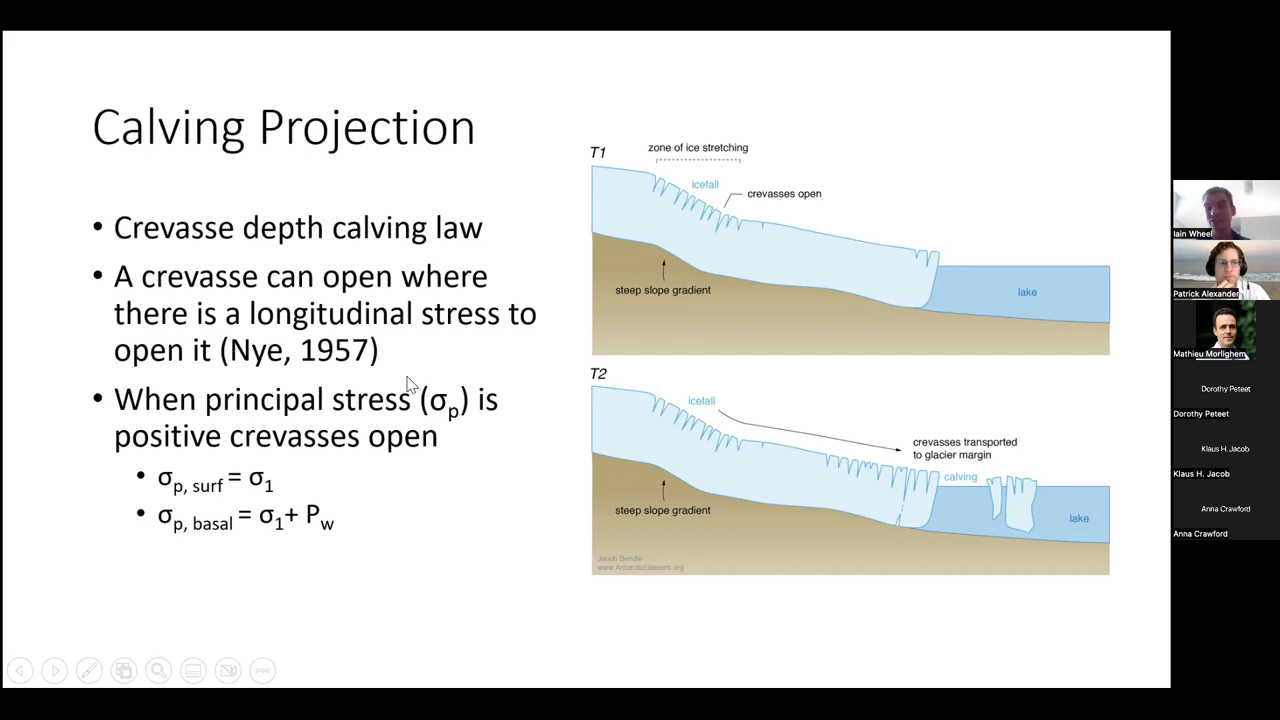 Calving Projection
• Crevasse depth calving law
• A crevasse can open where
there is a longitudinal stress to
open it (Nye, 1957)
• When principal stress (σp) is
positive crevasses open
• σp, surf = σ1
• σp, basal = σ1+ Pw
T1
zone of ice stretching
icefall
crevasses open
steep slope gradient
lake
T2
icefall
crevasses transported
to glacier margin
calving
steep slope gradient
lake
Jacob Bendle
www.AntarcticGlaciers.org
Iain Wheel
Patrick Alexander
Mathieu Morlighem
Dorothy Peteet
Dorothy Peteet
Klaus H. Jacob
Klaus H. Jacob
Anna Crawford
Anna Crawford